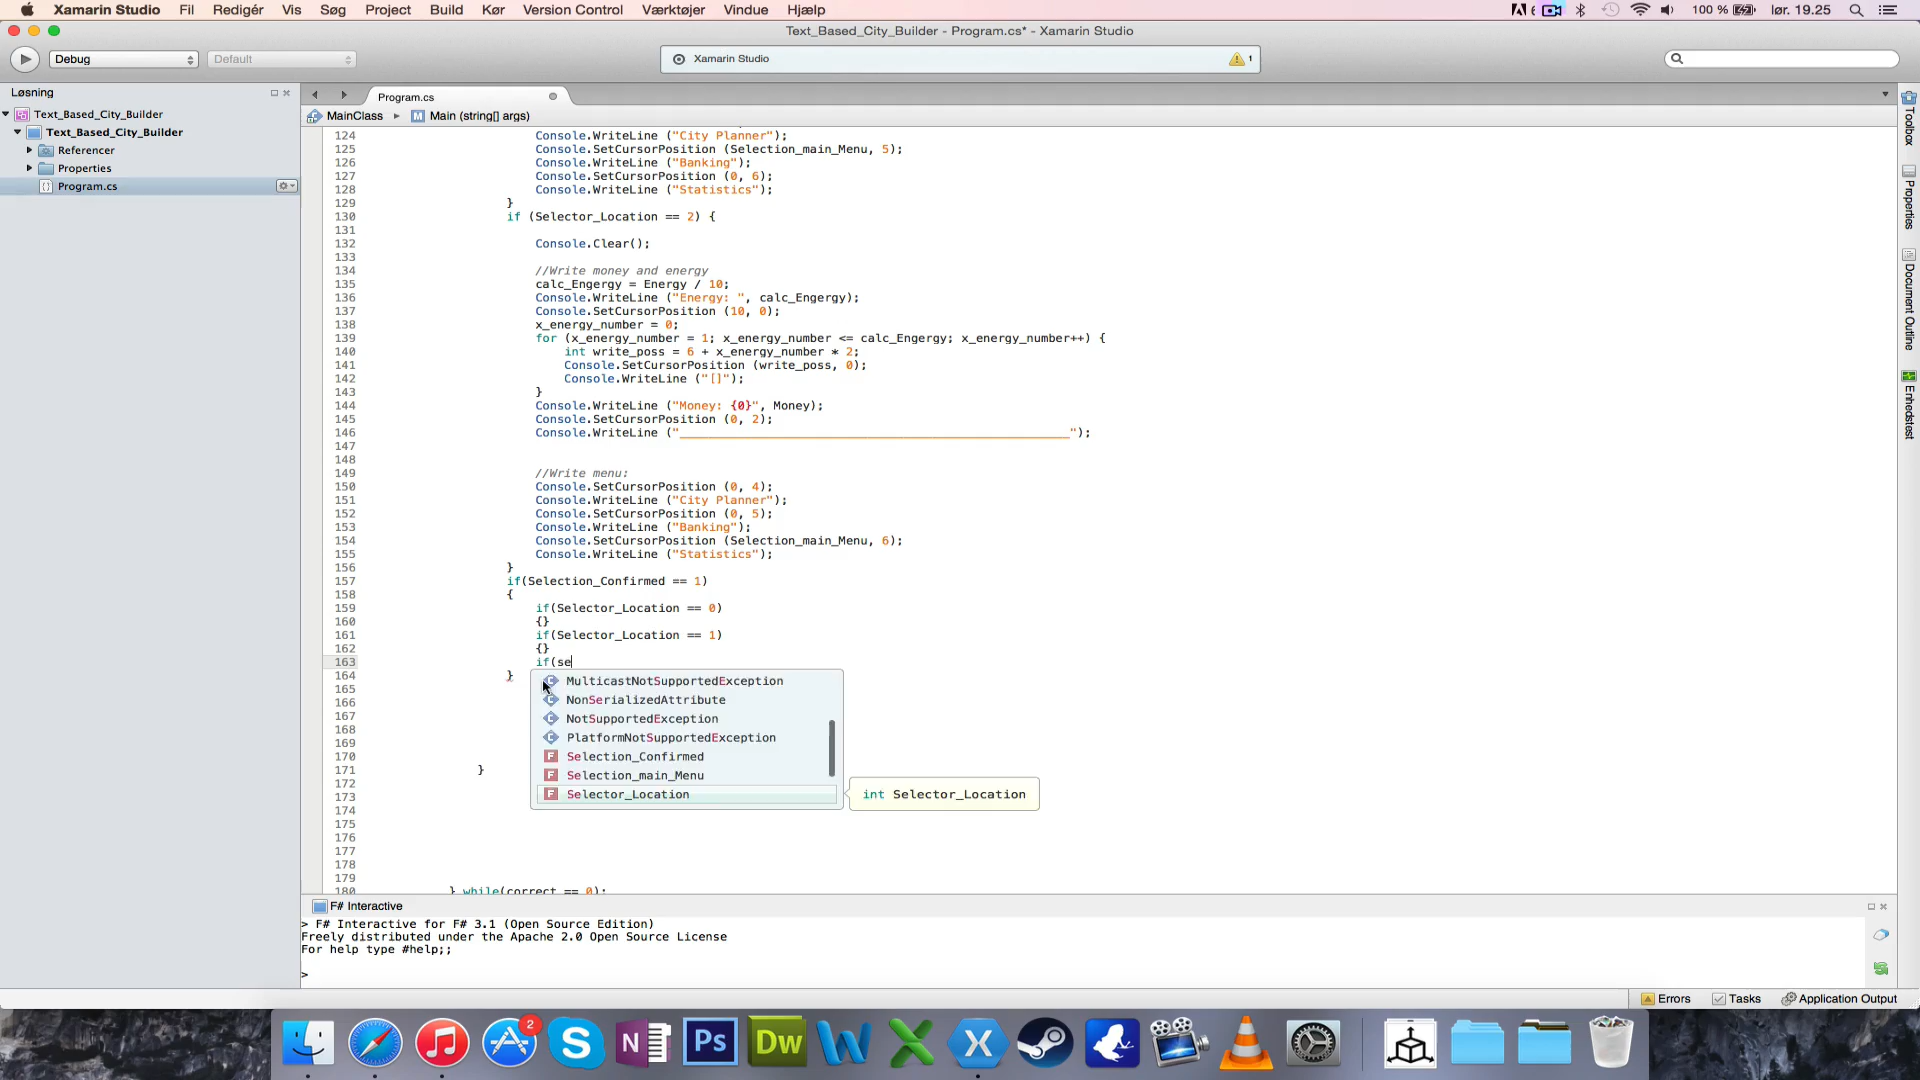 Xamarin Studio Fil Redigér Vis Søg Project Build Kør Version Control Værktøjer Vindue Hjælp 100 % lør. 19.25
Text_Based_City_Builder - Program.cs* - Xamarin Studio
Debug Default Xamarin Studio 1
Løsning
Text_Based_City_Builder
Text_Based_City_Builder
Referencer
Properties
Program.cs
Program.cs
MainClass Main (string[] args)
124 Console.WriteLine ("City Planner");
125 Console.SetCursorPosition (Selection_main_Menu, 5);
126 Console.WriteLine ("Banking");
127 Console.SetCursorPosition (0, 6);
128 Console.WriteLine ("Statistics");
129 }
130 if (Selector_Location == 2) {
131
132 Console.Clear();
133
134 //Write money and energy
135 calc_Engergy = Energy / 10;
136 Console.WriteLine ("Energy: ", calc_Engergy);
137 Console.SetCursorPosition (10, 0);
138 x_energy_number = 0;
139 for (x_energy_number = 1; x_energy_number <= calc_Engergy; x_energy_number++) {
140 int write_poss = 6 + x_energy_number * 2;
141 Console.SetCursorPosition (write_poss, 0);
142 Console.WriteLine ("[]");
143 }
144 Console.WriteLine ("Money: {0}", Money);
145 Console.SetCursorPosition (0, 2);
146 Console.WriteLine ("______________________________________________________");
147
148
149 //Write menu:
150 Console.SetCursorPosition (0, 4);
151 Console.WriteLine ("City Planner");
152 Console.SetCursorPosition (0, 5);
153 Console.WriteLine ("Banking");
154 Console.SetCursorPosition (Selection_main_Menu, 6);
155 Console.WriteLine ("Statistics");
156 }
157 if(Selection_Confirmed == 1)
158 {
159 if(Selector_Location == 0)
160 {}
161 if(Selector_Location == 1)
162 {}
163 if(se
164 }
165
166
167
168
169
170
171 }
172
173
174
175
176
177
178
179
180 } while(correct == 0);
MulticastNotSupportedException
NonSerializedAttribute
NotSupportedException
PlatformNotSupportedException
F Selection_Confirmed
F Selection_main_Menu
F Selector_Location
int Selector_Location
Toolbox
Properties
Document Outline
Enhedstest
F# Interactive
> F# Interactive for F# 3.1 (Open Source Edition)
Freely distributed under the Apache 2.0 Open Source License
For help type #help;;
>
Errors Tasks Application Output
2
Ps
Dw